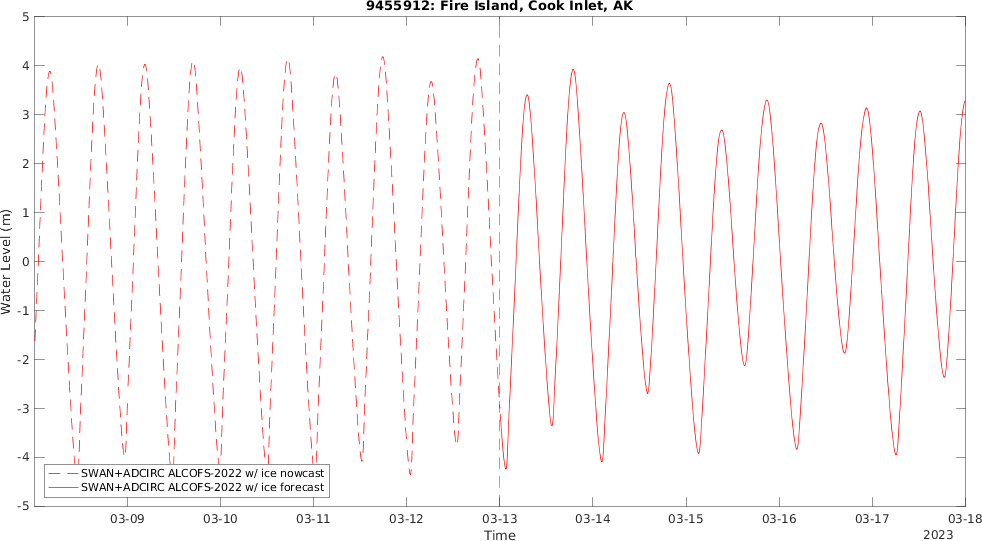 9455912: Fire Island, Cook Inlet, AK
5
4
3
2
1
0
-1
-2
-3
-4
-5
Water Level (m)
SWAN+ADCIRC ALCOFS-2022 w/ ice nowcast
SWAN+ADCIRC ALCOFS-2022 w/ ice forecast
03-09 03-10 03-11 03-12 03-13 03-14 03-15 03-16 03-17 03-18
Time
2023